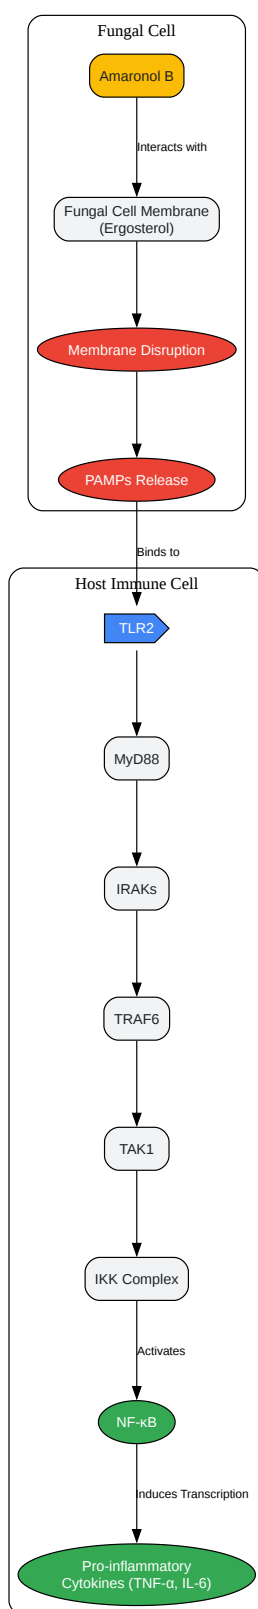 Fungal Cell
Amaronol B
Interacts with
Fungal Cell Membrane
(Ergosterol)
Membrane Disruption
PAMPs Release
Binds to
Host Immune Cell
TLR2
MyD88
IRAKs
TRAF6
TAK1
IKK Complex
Activates
NF-κB
Induces Transcription
Pro-inflammatory
Cytokines (TNF-α, IL-6)